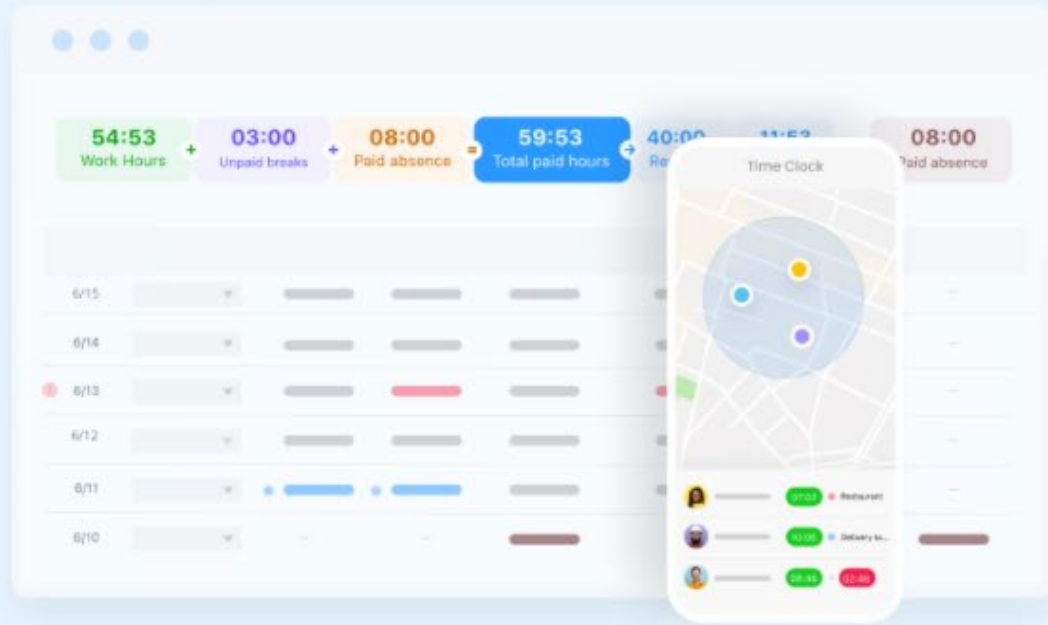 54:53
Work Hours
+
03:00
Unpaid breaks
+
08:00
Paid absence
=
59:53
Total paid hours
40:00
11:53
08:00
Paid absence
Time Clock
6/15
6/14
6/13
6/12
6/11
6/10
Restaurant